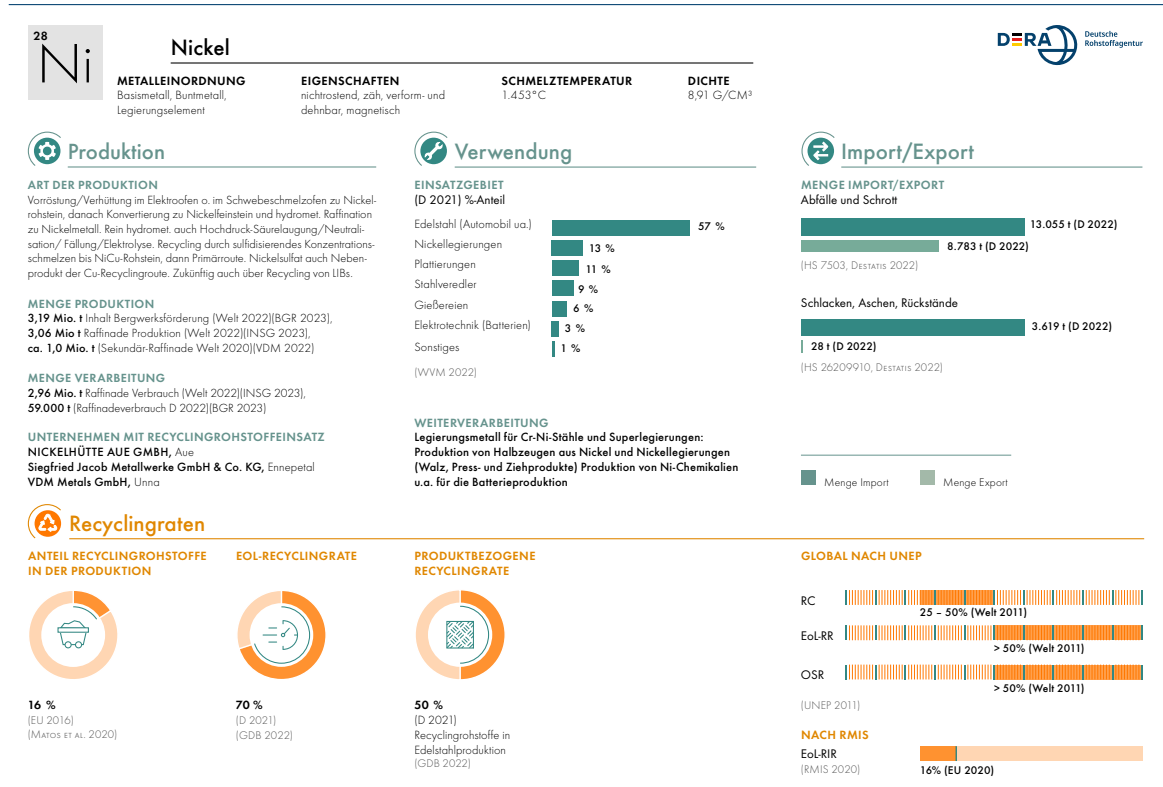 28
Ni
Nickel
DERA Deutsche
Rohstoffagentur
METALLEINORDNUNG
Basismetall, Buntmetall,
Legierungselement
EIGENSCHAFTEN
nichtrostend, zäh, verform- und
dehnbar, magnetisch
SCHMELZTEMPERATUR
1.453°C
DICHTE
8,91 G/CM³
Produktion
ART DER PRODUKTION
Vorröstung/Verhüttung im Elektroofen o. im Schwebeschmelzofen zu Nickel-
rohstein, danach Konvertierung zu Nickelfeinstein und hydromet. Raffination
zu Nickelmetall. Rein hydromet. auch Hochdruck-Säurelaugung/Neutrali-
sation/ Fällung/Elektrolyse. Recycling durch sulfidisierendes Konzentrations-
schmelzen bis NiCu-Rohstein, dann Primärroute. Nickelsulfat auch Neben-
produkt der Cu-Recyclingroute. Zukünftig auch über Recycling von LIBs.
MENGE PRODUKTION
3,19 Mio. t Inhalt Bergwerksförderung (Welt 2022)(BGR 2023),
3,06 Mio t Raffinade Produktion (Welt 2022)(INSG 2023),
ca. 1,0 Mio. t (Sekundär-Raffinade Welt 2020)(VDM 2022)
MENGE VERARBEITUNG
2,96 Mio. t Raffinade Verbrauch (Welt 2022)(INSG 2023),
59.000 t (Raffinadeverbrauch D 2022)(BGR 2023)
UNTERNEHMEN MIT RECYCLINGROHSTOFFEINSATZ
NICKELHÜTTE AUE GMBH, Aue
Siegfried Jacob Metallwerke GmbH & Co. KG, Ennepetal
VDM Metals GmbH, Unna
Verwendung
EINSATZGEBIET
(D 2021) %-Anteil
Edelstahl (Automobil ua.) 57 %
Nickellegierungen 13 %
Plattierungen 11 %
Stahlveredler 9 %
Gießereien 6 %
Elektrotechnik (Batterien) 3 %
Sonstiges 1 %
(WVM 2022)
WEITERVERARBEITUNG
Legierungsmetall für Cr-Ni-Stähle und Superlegierungen:
Produktion von Halbzeugen aus Nickel und Nickellegierungen
(Walz, Press- und Ziehprodukte) Produktion von Ni-Chemikalien
u.a. für die Batterieproduktion
Import/Export
MENGE IMPORT/EXPORT
Abfälle und Schrott
13.055 t (D 2022)
8.783 t (D 2022)
(HS 7503, Destatis 2022)
Schlacken, Aschen, Rückstände
3.619 t (D 2022)
28 t (D 2022)
(HS 26209910, Destatis 2022)
Menge Import Menge Export
Recyclingraten
ANTEIL RECYCLINGROHSTOFFE
IN DER PRODUKTION
16 %
(EU 2016)
(Matos et al. 2020)
EOL-RECYCLINGRATE
70 %
(D 2021)
(GDB 2022)
PRODUKTBEZOGENE
RECYCLINGRATE
50 %
(D 2021)
Recyclingrohstoffe in
Edelstahlproduktion
(GDB 2022)
GLOBAL NACH UNEP
RC
25 – 50% (Welt 2011)
EoL-RR
> 50% (Welt 2011)
OSR
> 50% (Welt 2011)
(UNEP 2011)
NACH RMIS
EoL-RIR
(RMIS 2020)
16% (EU 2020)